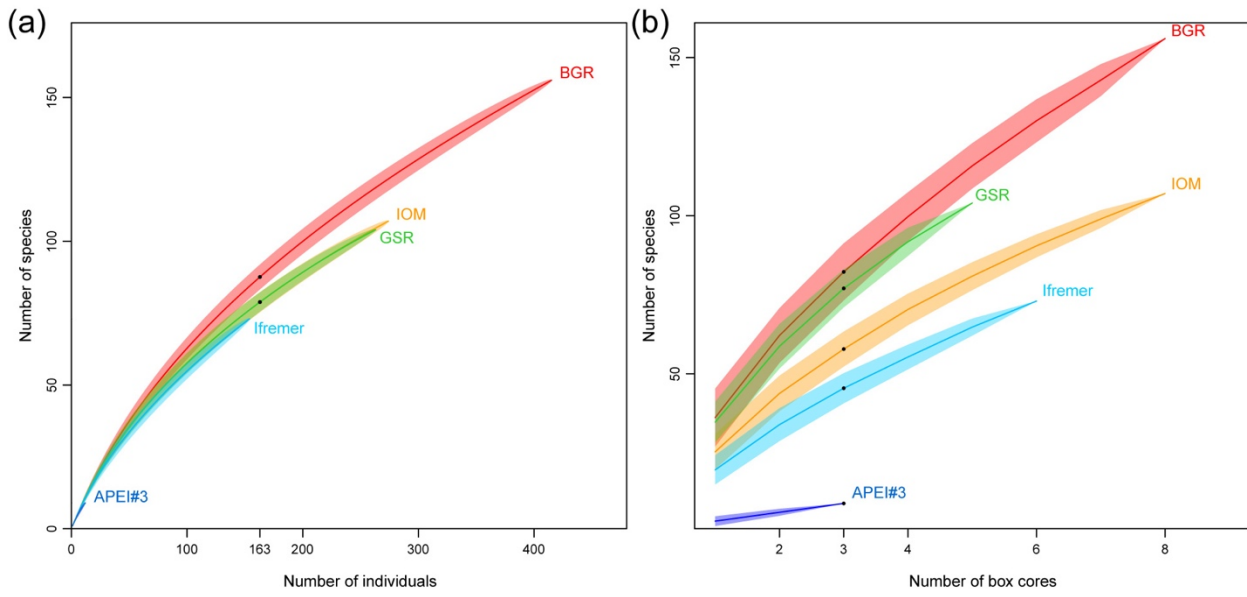 (a)
Number of species
150
100
50
0
BGR
IOM
GSR
Ifremer
APEI#3
0
100
163
200
300
400
Number of individuals
(b)
Number of species
150
100
50
BGR
GSR
IOM
Ifremer
APEI#3
2
3
4
6
8
Number of box cores